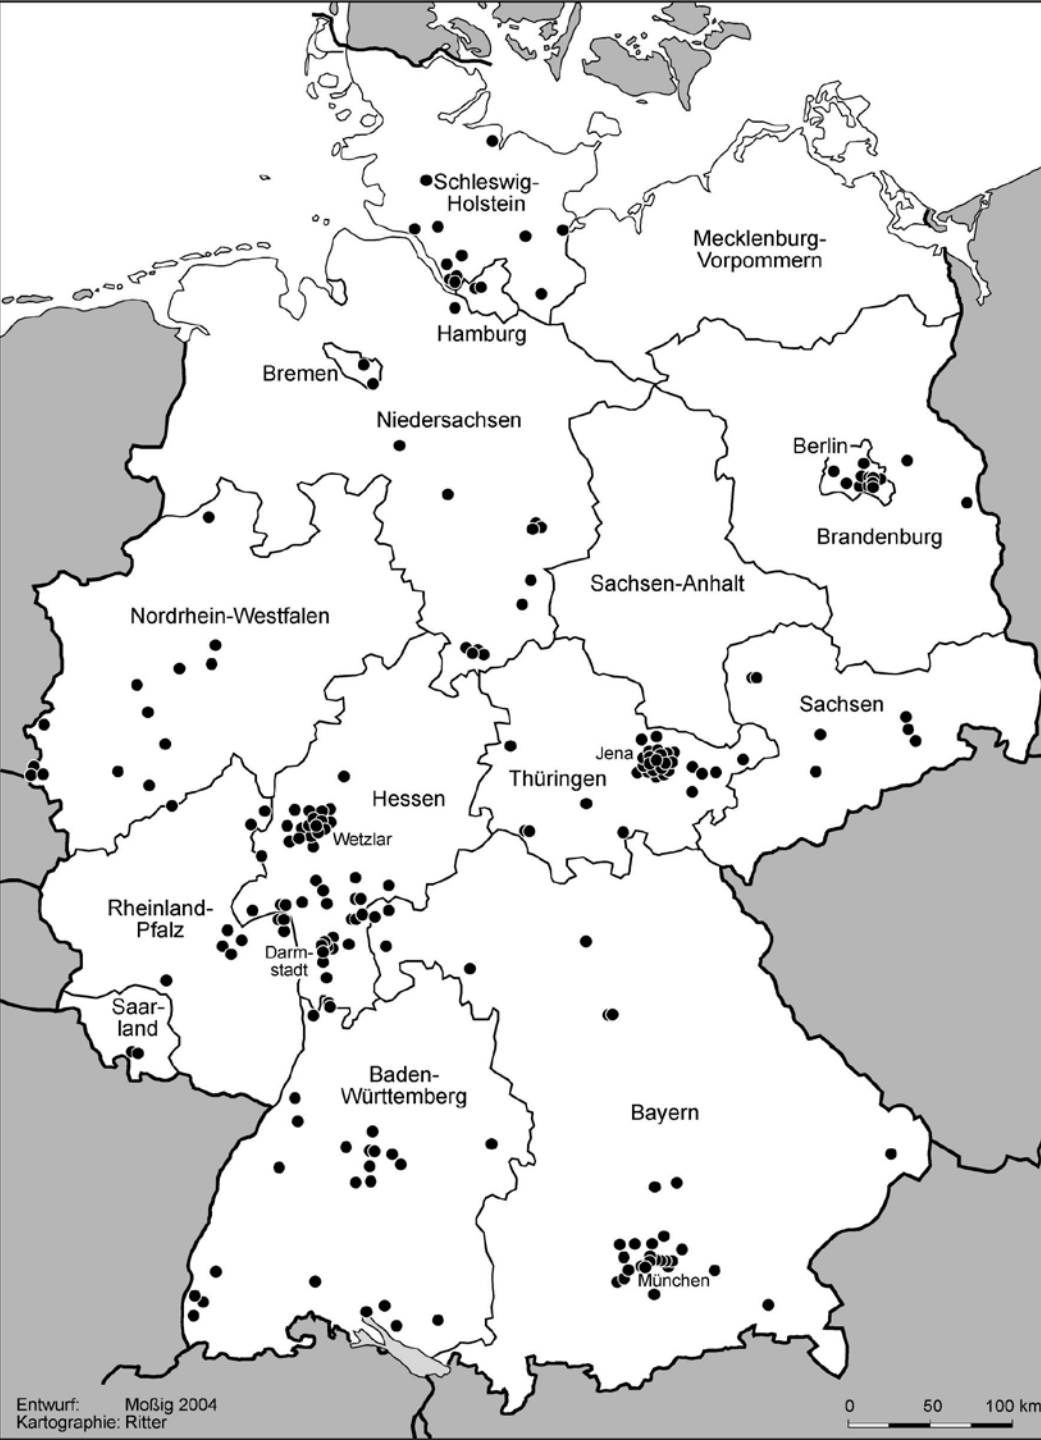 Schleswig-
Holstein
Mecklenburg-
Vorpommern
Hamburg
Bremen
Niedersachsen
Berlin
Brandenburg
Sachsen-Anhalt
Nordrhein-Westfalen
Sachsen
Jena
Thüringen
Hessen
Wetzlar
Rheinland-
Pfalz
Darm-
stadt
Saar-
land
Baden-
Württemberg
Bayern
München
Entwurf: Moßig 2004
Kartographie: Ritter
0 50 100 km